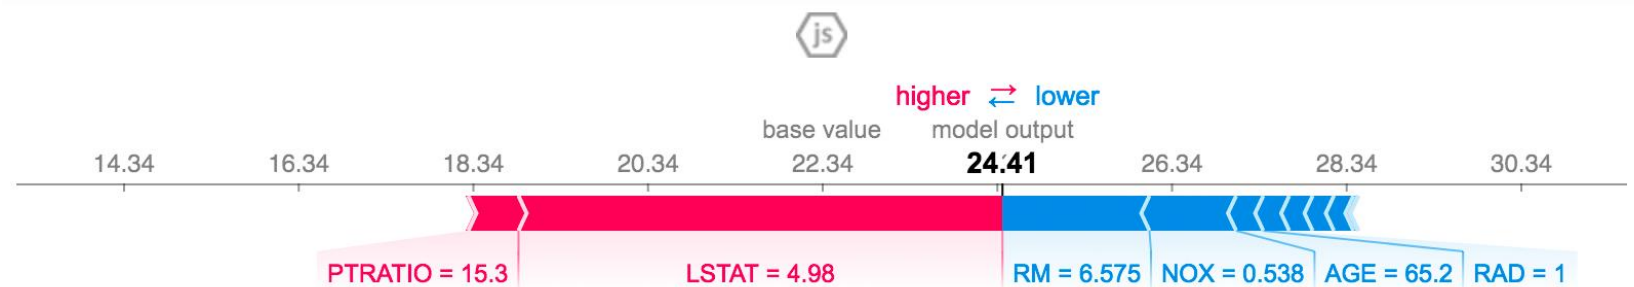 js
higher ⇄ lower
base value model output
14.34 16.34 18.34 20.34 22.34 24.41 26.34 28.34 30.34
PTRATIO = 15.3 LSTAT = 4.98 RM = 6.575 NOX = 0.538 AGE = 65.2 RAD = 1